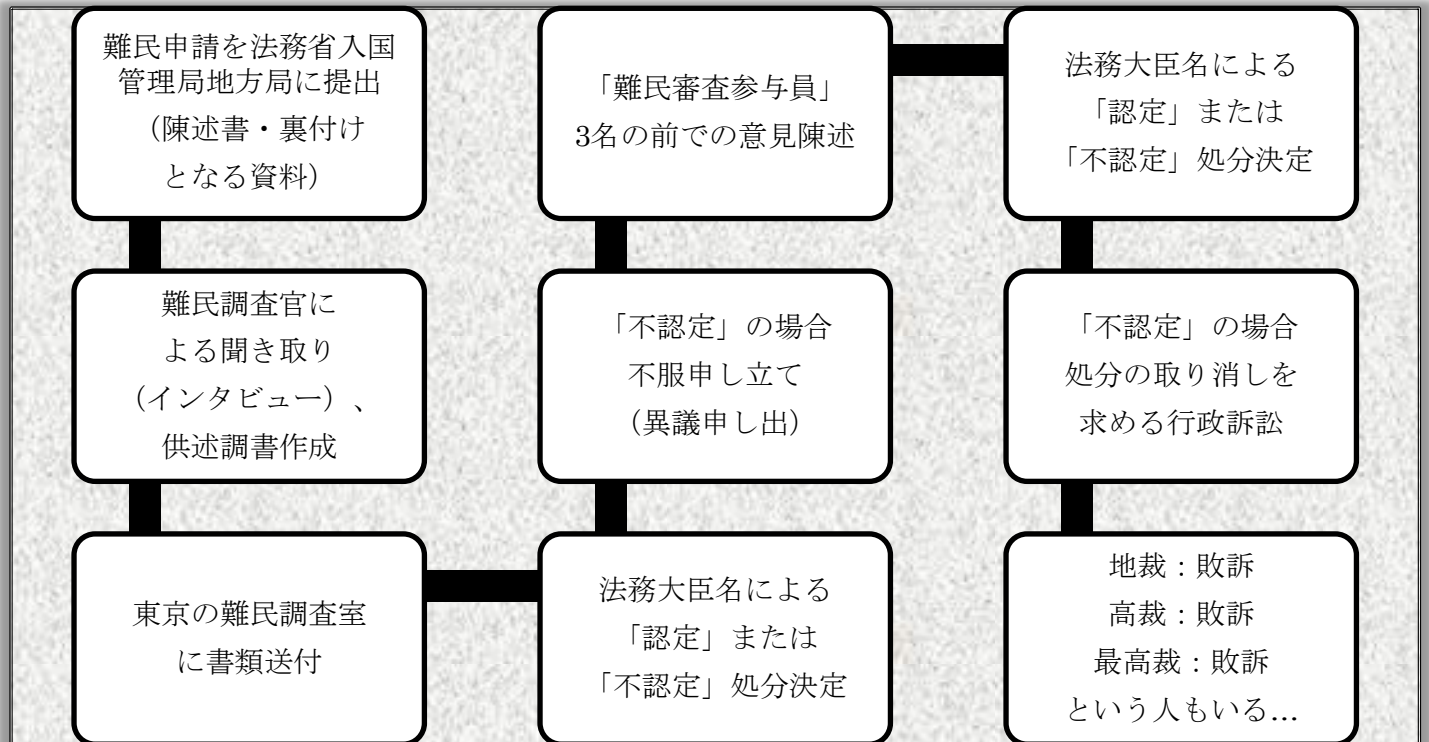 難民申請を法務省入国
管理局地方局に提出
（陳述書・裏付け
となる資料）
難民調査官に
よる聞き取り
（インタビュー）、
供述調書作成
東京の難民調査室
に書類送付
法務大臣名による
「認定」または
「不認定」処分決定
「不認定」の場合
不服申し立て
（異議申し出）
「難民審査参与員」
3名の前での意見陳述
法務大臣名による
「認定」または
「不認定」処分決定
「不認定」の場合
処分の取り消しを
求める行政訴訟
地裁：敗訴
高裁：敗訴
最高裁：敗訴
という人もいる…